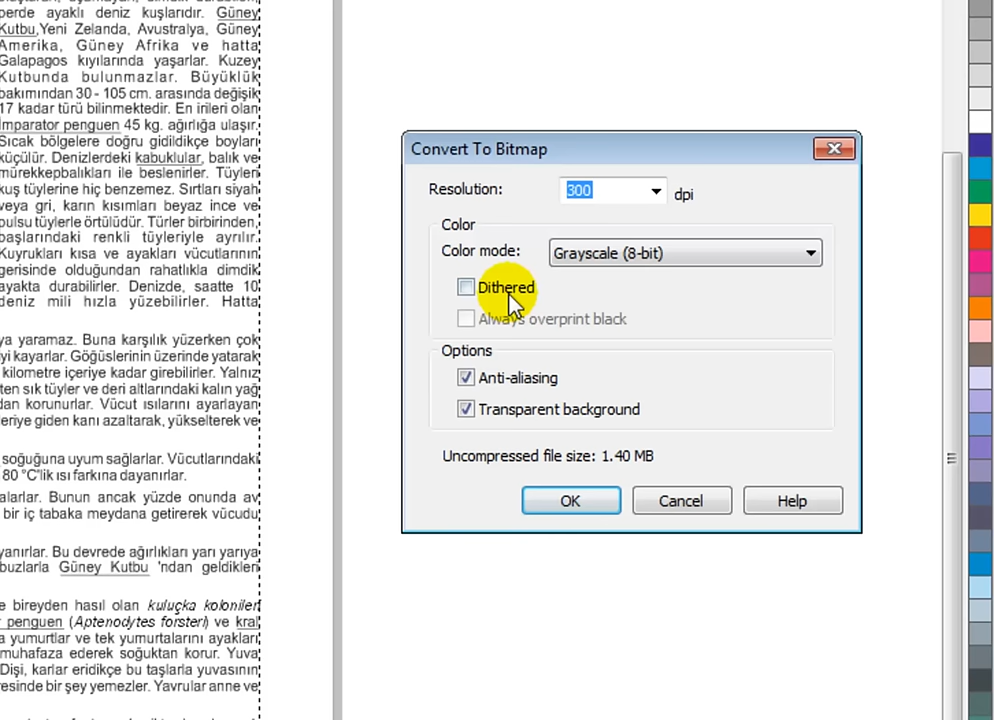 perde ayaklı deniz kuşlarıdır. Güney
Kutbu,Yeni Zelanda, Avustralya, Güney
Amerika, Güney Afrika ve hatta
Galapagos kıyılarında yaşarlar. Kuzey
Kutbunda bulunmazlar. Büyüklük
bakımından 30 - 105 cm. arasında değişik
17 kadar türü bilinmektedir. En irileri olan
İmparator penguen 45 kg. ağırlığa ulaşır.
Sıcak bölgelere doğru gidildikçe boyları
küçülür. Denizlerdeki kabuklular, balık ve
mürekkepbalıkları ile beslenirler. Tüyleri
kuş tüylerine hiç benzemez. Sırtları siyah
veya gri, karın kısımları beyaz ince ve
pulsu tüylerle örtülüdür. Türler birbirinden,
başlarındaki renkli tüyleriyle ayrılır.
Kuyrukları kısa ve ayakları vücutlarının
gerisinde olduğundan rahatlıkla dimdik
ayakta durabilirler. Denizde, saatte 10
deniz mili hızla yüzebilirler. Hatta
ya yaramaz. Buna karşılık yüzerken çok
iyi kayarlar. Göğüslerinin üzerinde yatarak
kilometre içeriye kadar girebilirler. Yalnız
ten sık tüyler ve deri altlarındaki kalın yağ
dan korunurlar. Vücut ısılarını ayarlayan
eriye giden kanı azaltarak, yükselterek ve
soğuğuna uyum sağlarlar. Vücutlarındaki
80 °C'lik ısı farkına dayanırlar.
alarlar. Bunun ancak yüzde onunda av
bir iç tabaka meydana getirerek vücudu
yanırlar. Bu devrede ağırlıkları yarı yarıya
buzlarla Güney Kutbu 'ndan geldikleri
e bireyden hasıl olan kuluçka kolonileri
penguen (Aptenodytes forsteri) ve kral
a yumurtlar ve tek yumurtalarını ayakları
muhafaza ederek soğuktan korur. Yuva
Dişi, karlar eridikçe bu taşlarla yuvasının
resinde bir şey yemezler. Yavrular anne ve
Convert To Bitmap
Resolution: 300 dpi
Color
Color mode: Grayscale (8-bit)
Dithered
Always overprint black
Options
Anti-aliasing
Transparent background
Uncompressed file size: 1.40 MB
OK Cancel Help